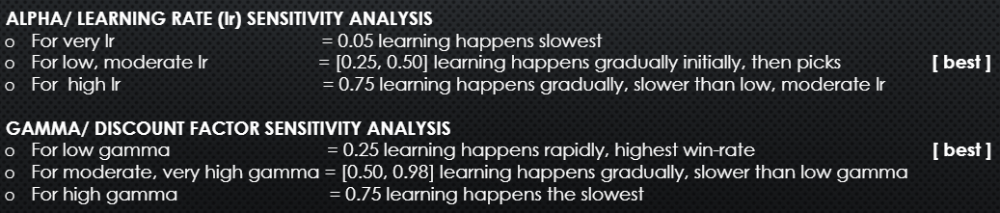 ALPHA/ LEARNING RATE (lr) SENSITIVITY ANALYSIS
o For very lr = 0.05 learning happens slowest
o For low, moderate lr = [0.25, 0.50] learning happens gradually initially, then picks [ best ]
o For high lr = 0.75 learning happens gradually, slower than low, moderate lr
GAMMA/ DISCOUNT FACTOR SENSITIVITY ANALYSIS
o For low gamma = 0.25 learning happens rapidly, highest win-rate [ best ]
o For moderate, very high gamma = [0.50, 0.98] learning happens gradually, slower than low gamma
o For high gamma = 0.75 learning happens the slowest